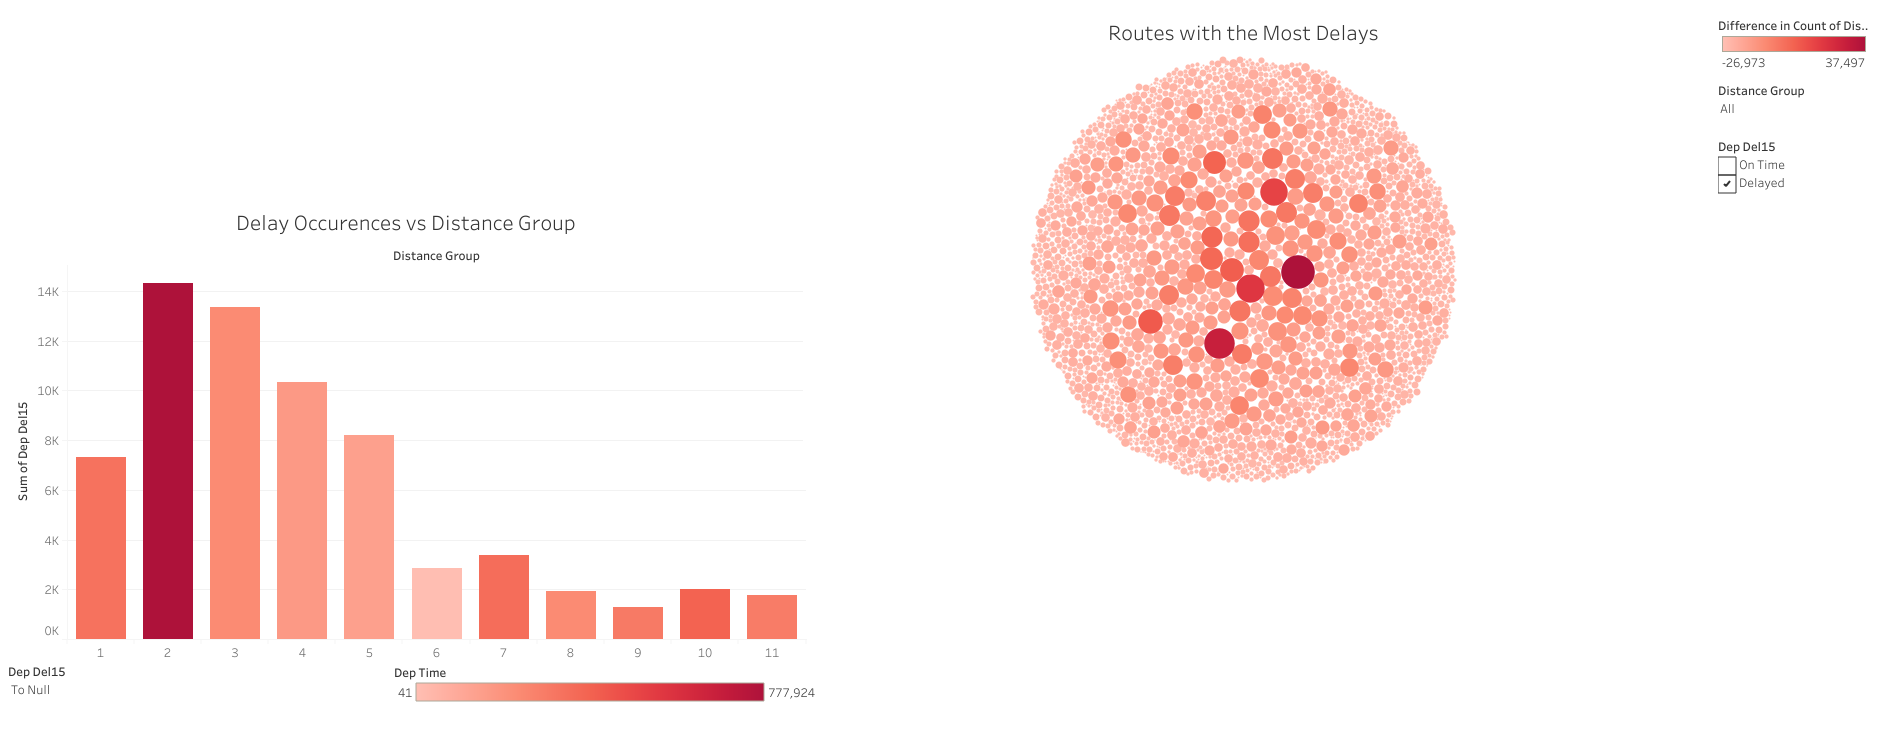 Delay Occurences vs Distance Group
Distance Group
Sum of Dep Del15
14K
12K
10K
8K
6K
4K
2K
0K
1 2 3 4 5 6 7 8 9 10 11
Dep Del15
To Null
Dep Time
41 777,924
Routes with the Most Delays
Difference in Count of Dis..
-26,973 37,497
Distance Group
All
Dep Del15
On Time
Delayed